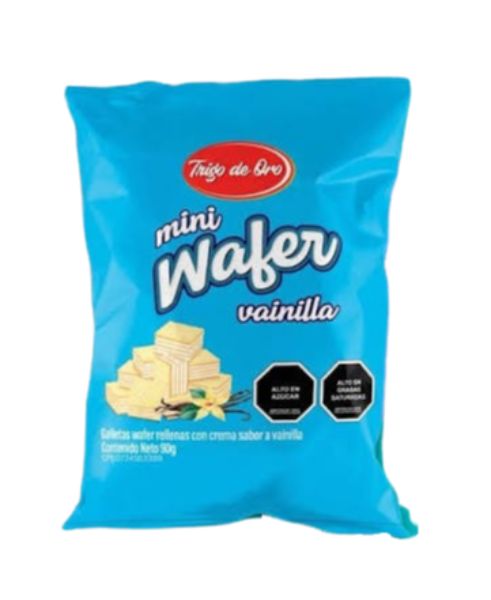 Trigo de Oro
mini
Wafer
vainilla
ALTO EN
AZÚCAR
ALTO EN
GRASAS
SATURADAS
Galletas wafer rellenas con crema sabor a vainilla
Contenido Neto 90g